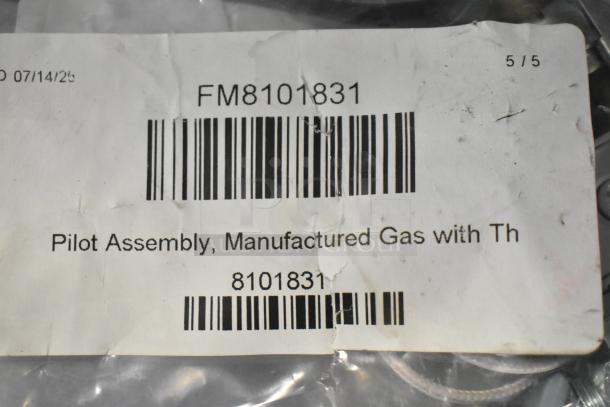 07/14/25
5 / 5
FM8101831
Pilot Assembly, Manufactured Gas with Th
8101831